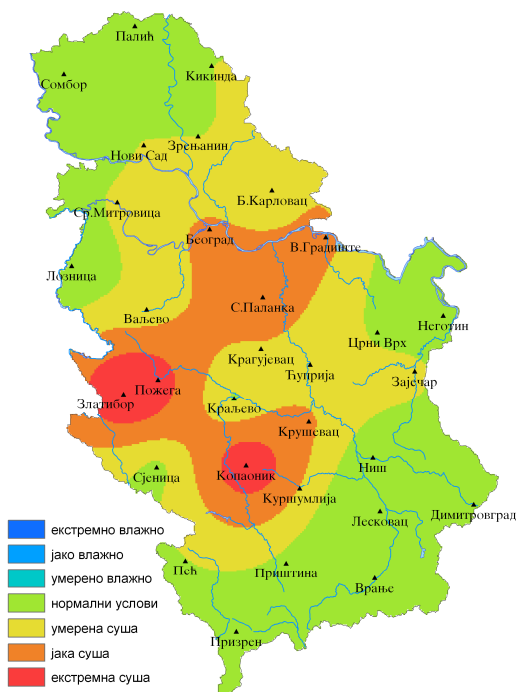 Палић
Кикинда
Сомбор
Зрењанин
Нови Сад
Б.Карловац
Ср.Митровица
Београд
В.Градиште
Лозница
С.Паланка
Ваљево
Неготин
Црни Врх
Крагујевац
Ћуприја
Зајечар
Пожега
Златибор
Краљево
Крушевац
Ниш
Сјеница
Копаоник
Куршумлија
Димитровград
Лесковац
Пећ
Приштина
Врање
Призрен
екстремно влажно
јако влажно
умерено влажно
нормални услови
умерена суша
јака суша
екстремна суша